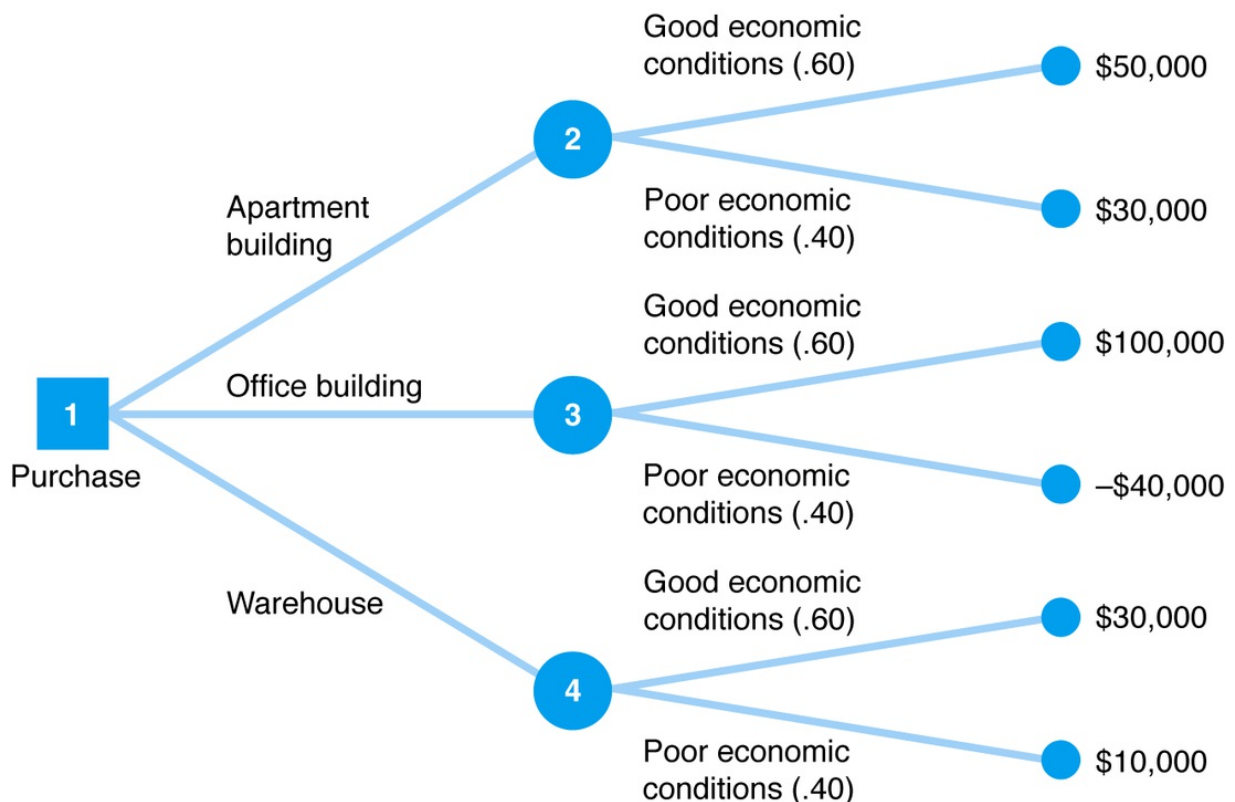 Good economic
conditions (.60)
$50,000
2
Poor economic
conditions (.40)
$30,000
Apartment
building
Good economic
conditions (.60)
$100,000
Office building
1
3
Purchase
Poor economic
conditions (.40)
–$40,000
Warehouse
Good economic
conditions (.60)
$30,000
4
Poor economic
conditions (.40)
$10,000